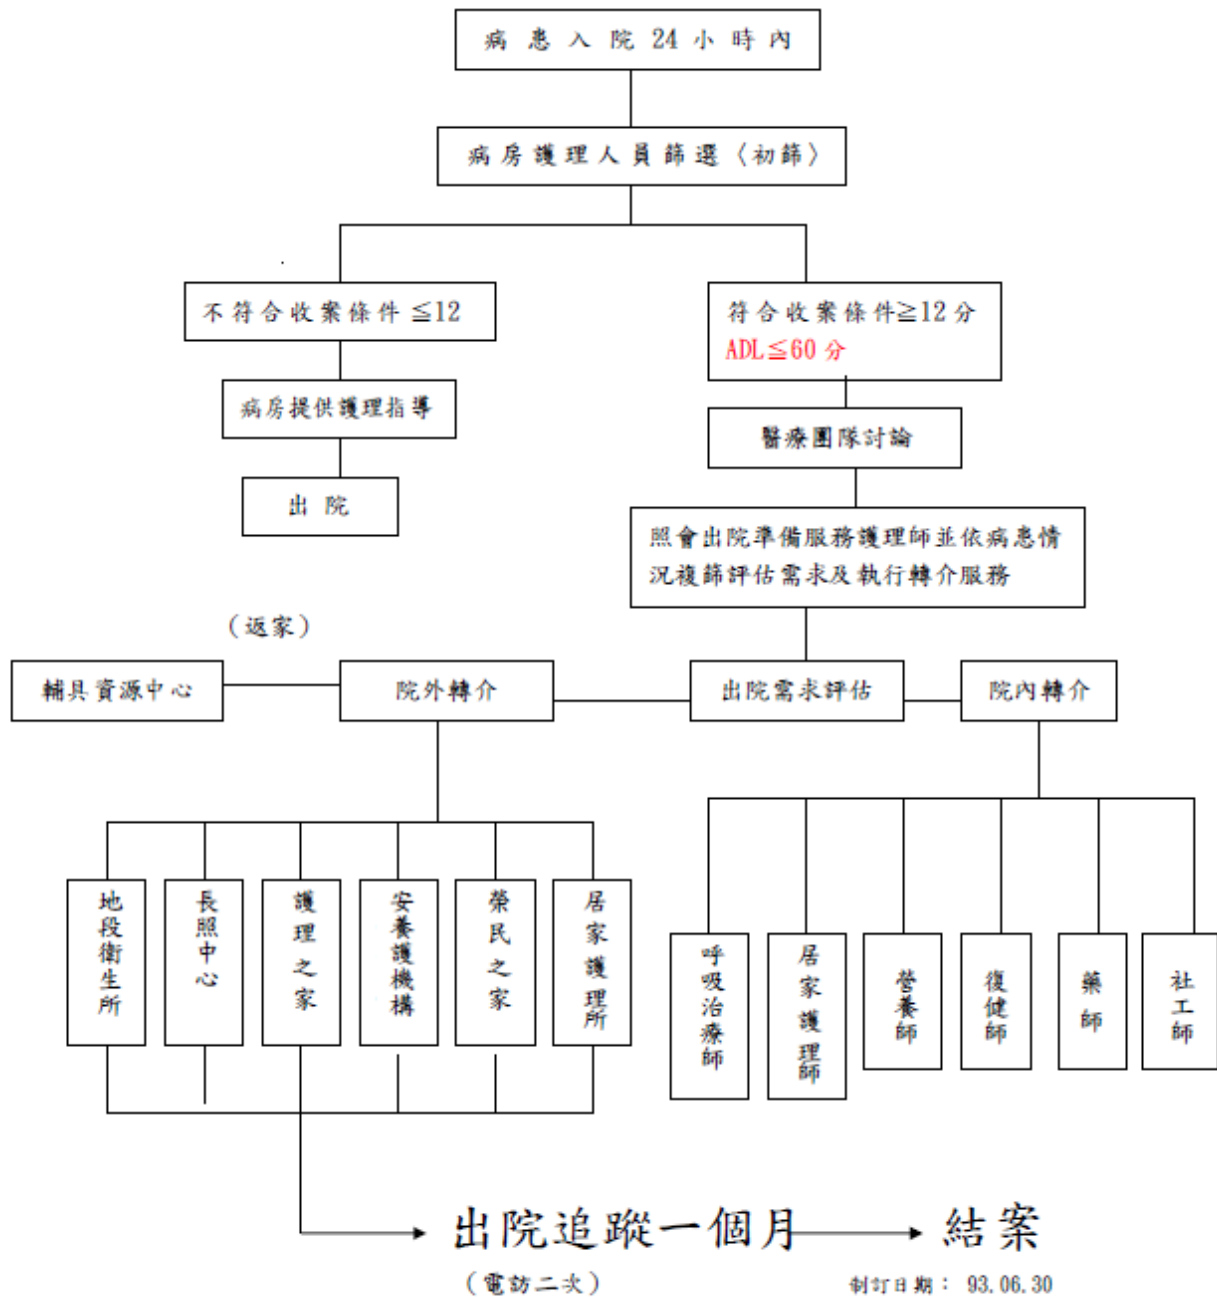 病患入院24小時內
病房護理人員篩選〈初篩〉
不符合收案條件≦12
符合收案條件≧12分
ADL≦60分
病房提供護理指導
醫療團隊討論
出院
照會出院準備服務護理師並依病患情
況複篩評估需求及執行轉介服務
（返家）
輔具資源中心
院外轉介
出院需求評估
院內轉介
地段衛生所
長照中心
護理之家
安養護機構
榮民之家
居家護理所
呼吸治療師
居家護理師
營養師
復健師
藥師
社工師
出院追蹤一個月
結案
（電訪二次）
制訂日期：93.06.30